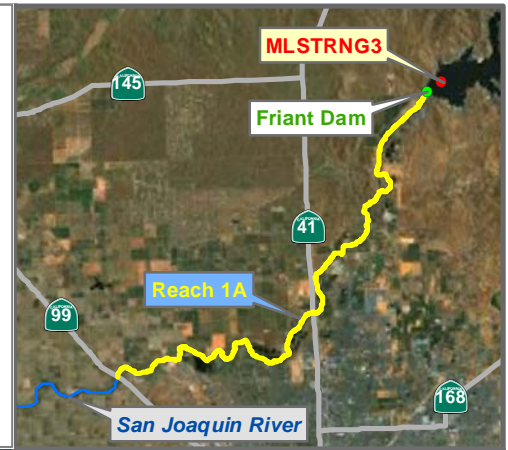 MLSTRNG3
145
Friant Dam
41
Reach 1A
99
168
San Joaquin River